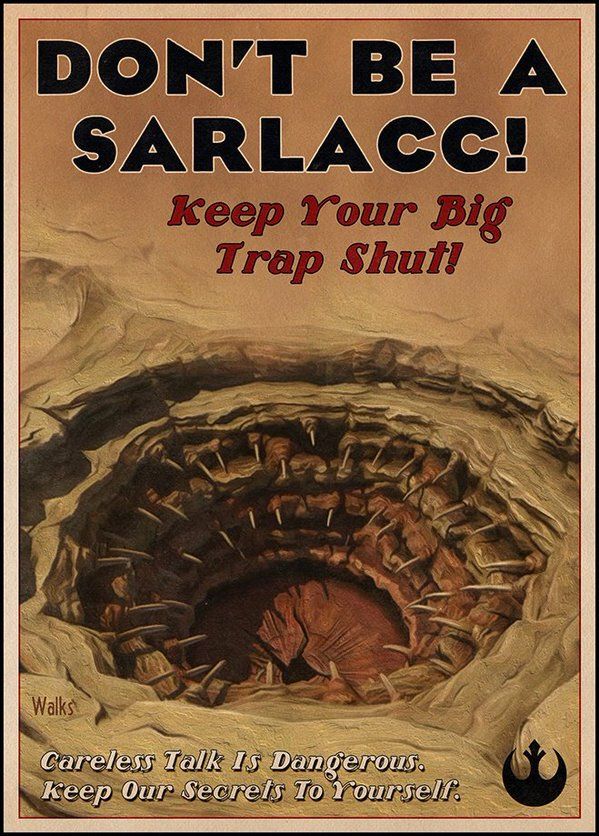 DON'T BE A
SARLACC!
Keep Your Big
Trap Shut!
Walks
Careless Talk Is Dangerous.
Keep Our Secrets To Yourself.